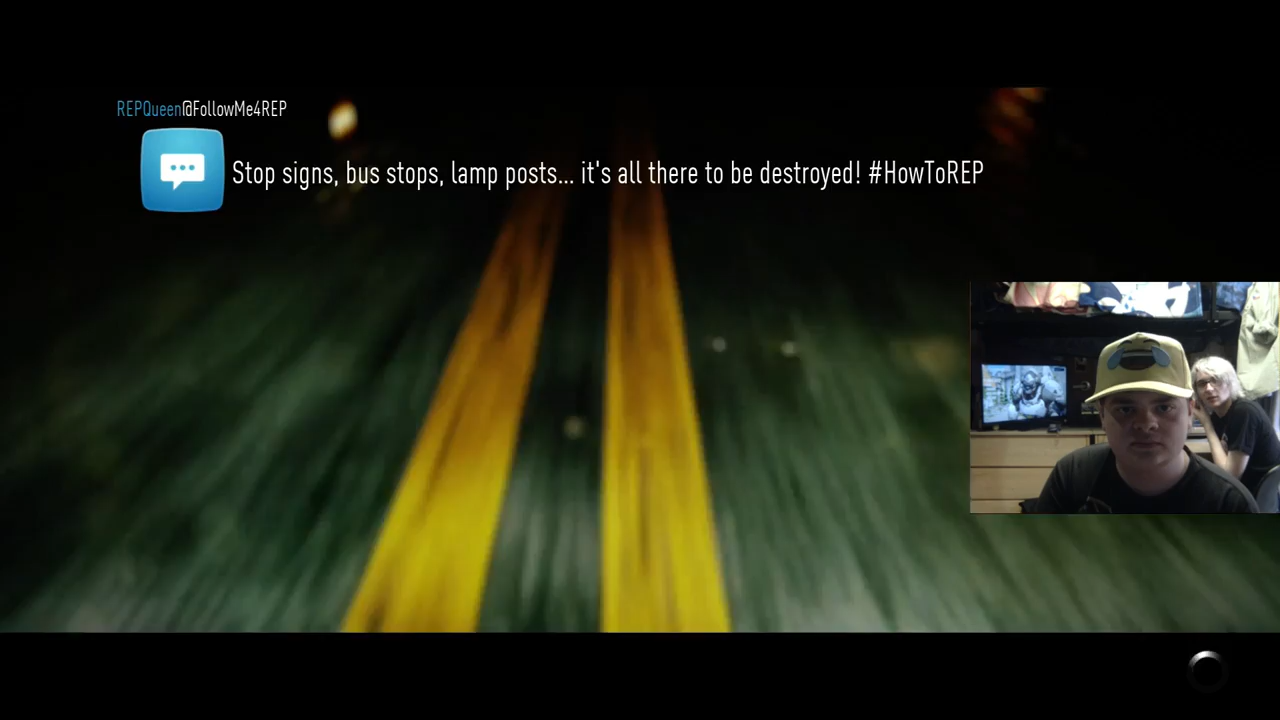 REPQueen@FollowMe4REP
Stop signs, bus stops, lamp posts... it's all there to be destroyed! #HowToREP